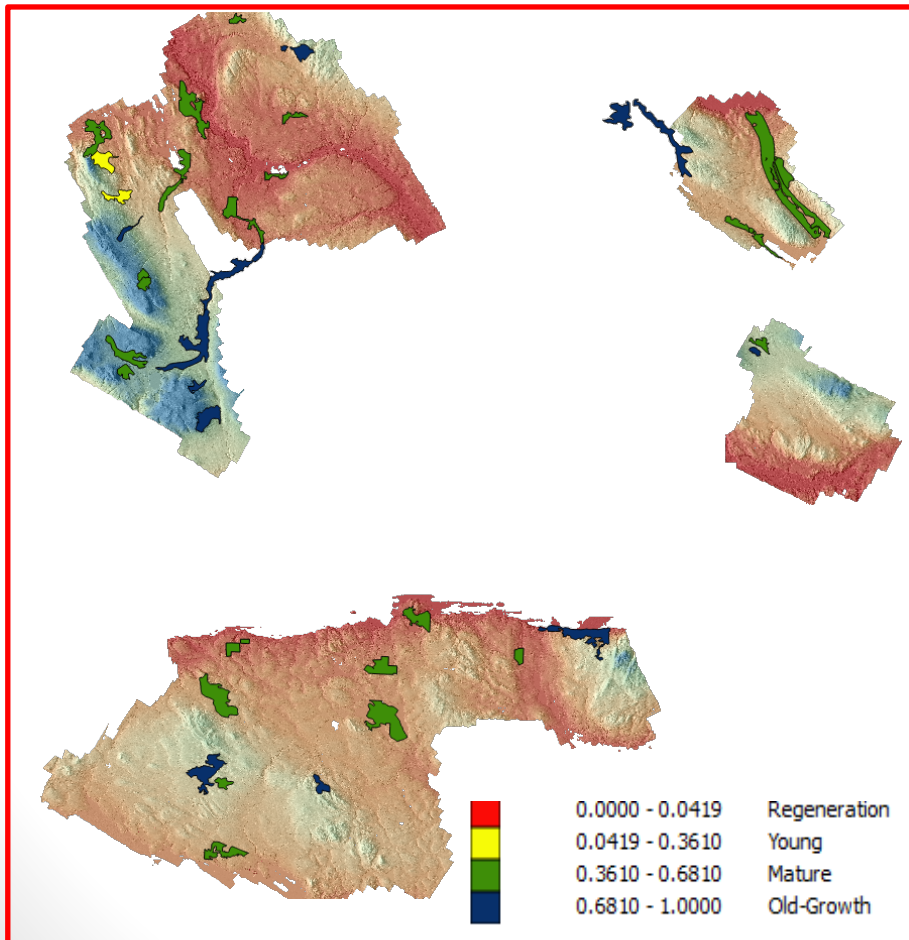 0.0000 - 0.0419 Regeneration
0.0419 - 0.3610 Young
0.3610 - 0.6810 Mature
0.6810 - 1.0000 Old-Growth